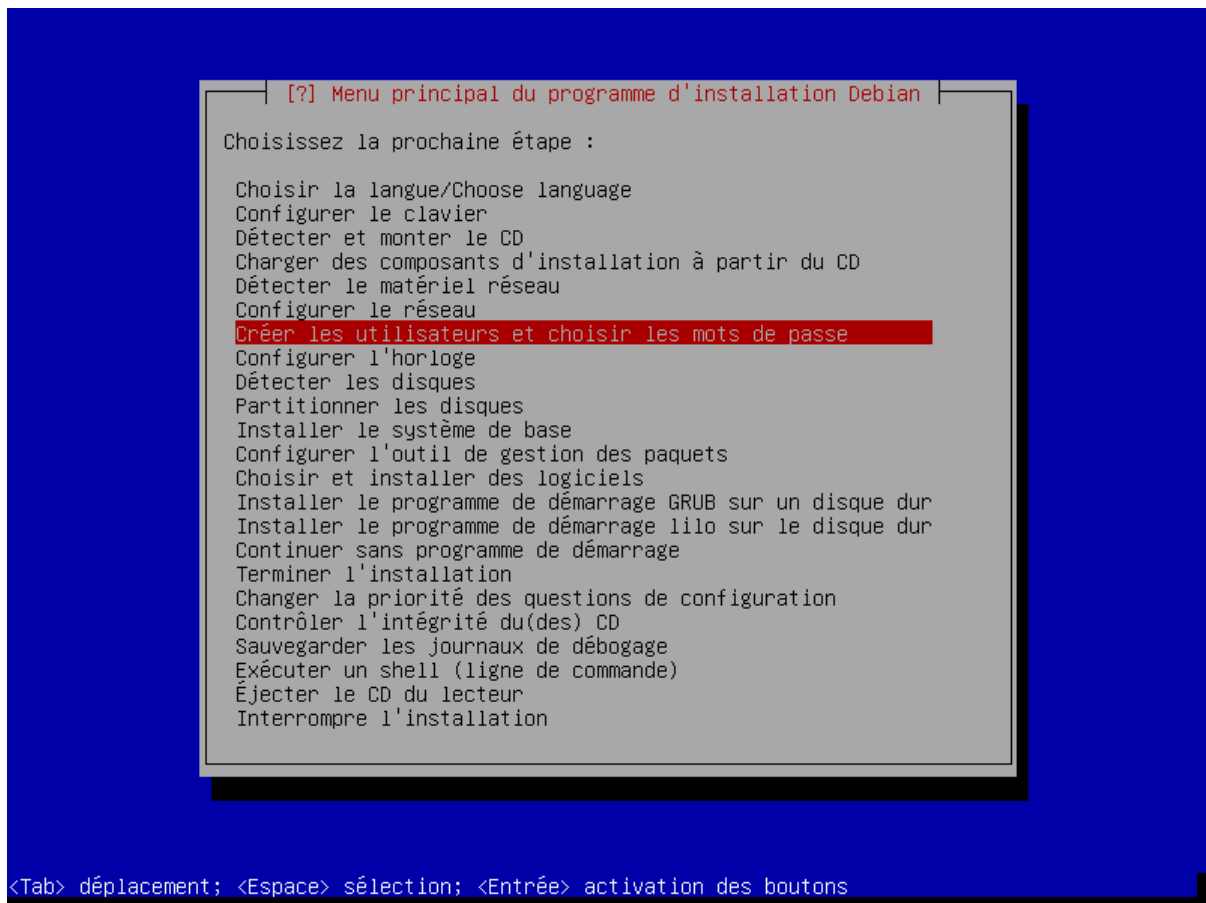 [?] Menu principal du programme d'installation Debian
Choisissez la prochaine étape :
Choisir la langue/Choose language
Configurer le clavier
Détecter et monter le CD
Charger des composants d'installation à partir du CD
Détecter le matériel réseau
Configurer le réseau
Créer les utilisateurs et choisir les mots de passe
Configurer l'horloge
Détecter les disques
Partitionner les disques
Installer le système de base
Configurer l'outil de gestion des paquets
Choisir et installer des logiciels
Installer le programme de démarrage GRUB sur un disque dur
Installer le programme de démarrage lilo sur le disque dur
Continuer sans programme de démarrage
Terminer l'installation
Changer la priorité des questions de configuration
Contrôler l'intégrité du(des) CD
Sauvegarder les journaux de débogage
Exécuter un shell (ligne de commande)
Éjecter le CD du lecteur
Interrompre l'installation
<Tab> déplacement; <Espace> sélection; <Entrée> activation des boutons